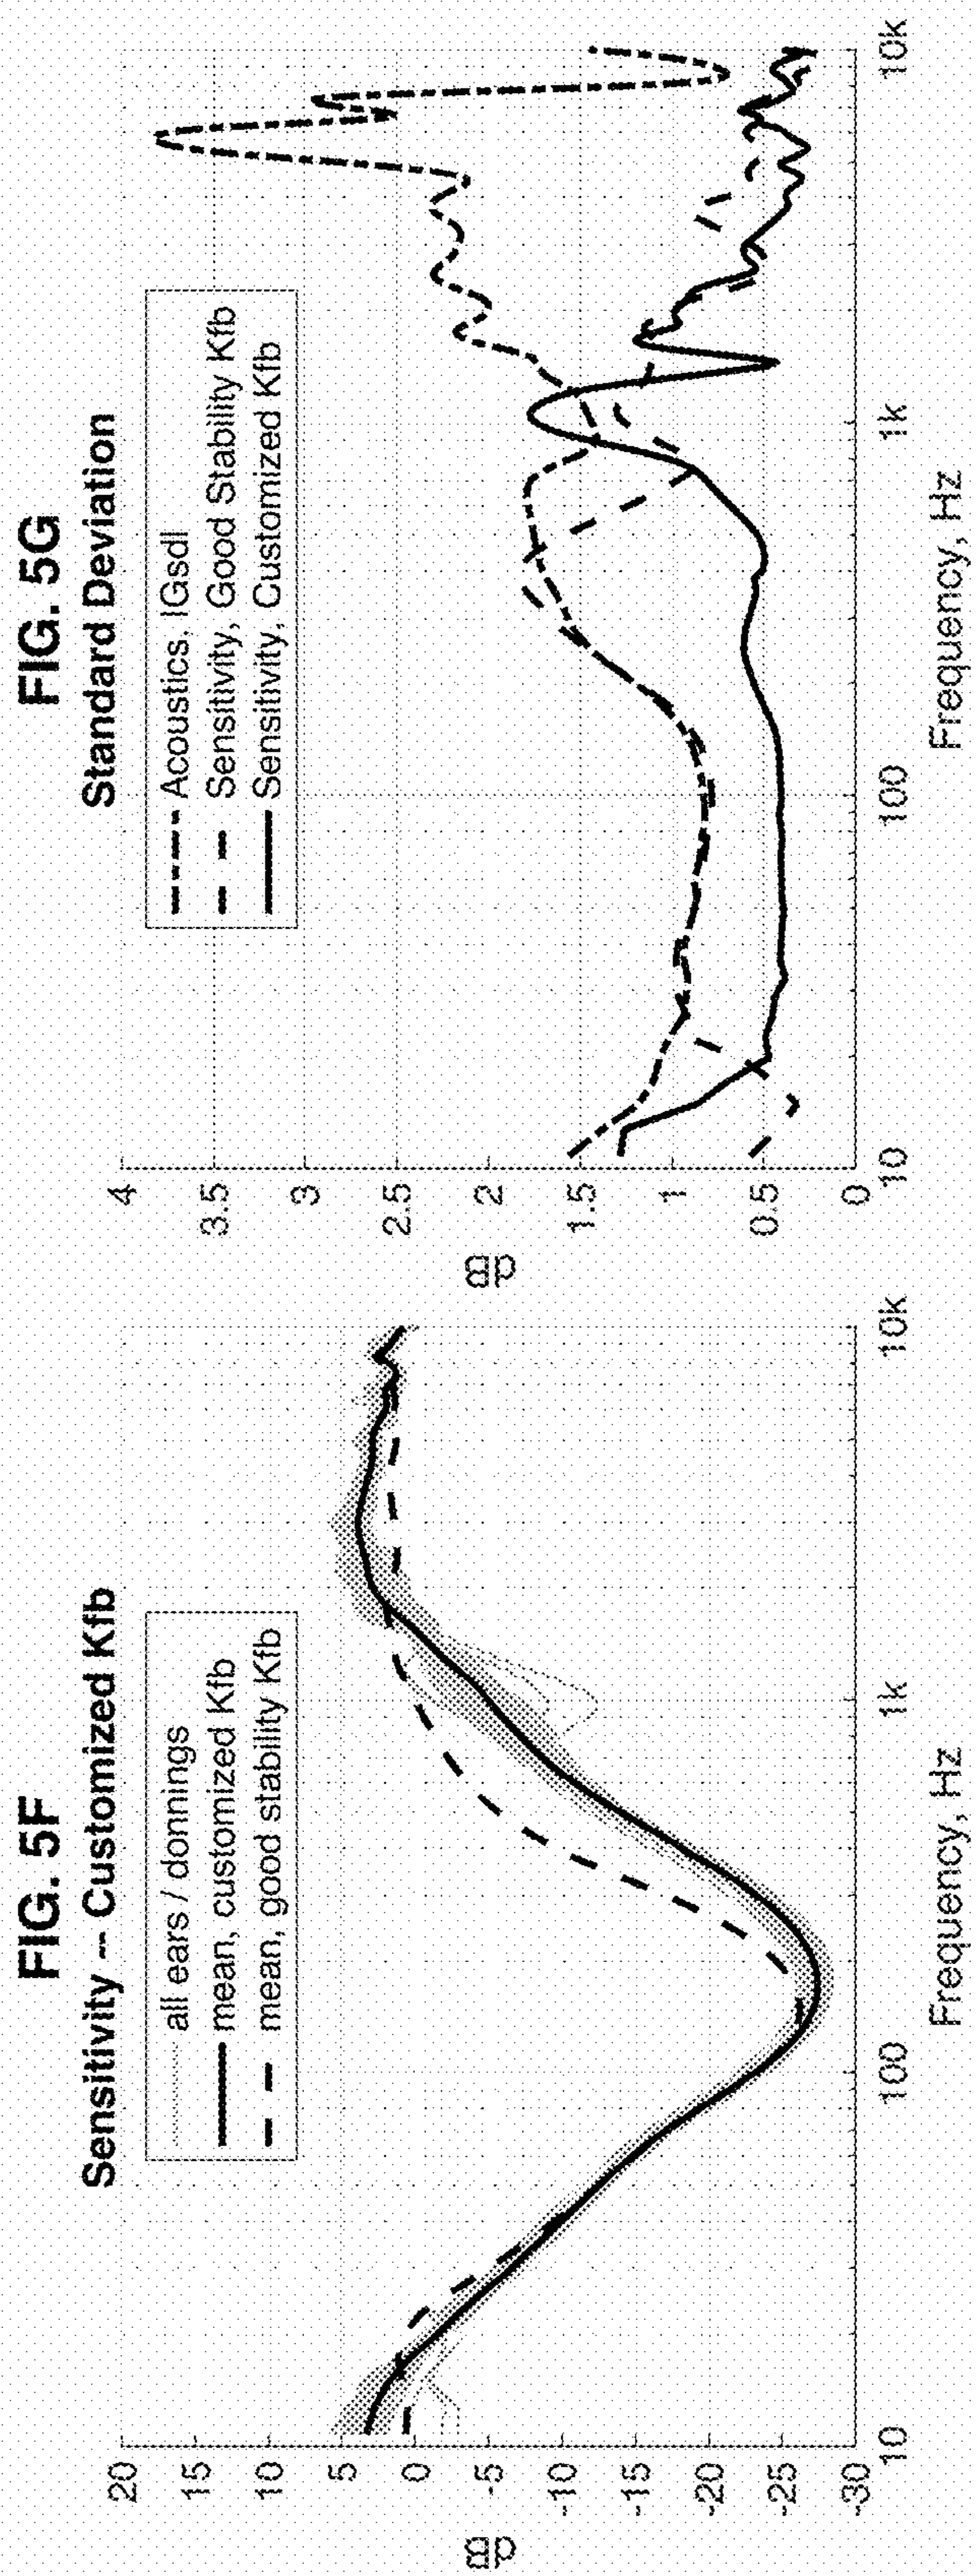 FIG. 5F
Sensitivity -- Customized Kfb
all ears / donnings
mean, customized Kfb
mean, good stability Kfb
dB
20
15
10
5
0
-5
-10
-15
-20
-25
-30
10
100
1k
10k
Frequency, Hz
FIG. 5G
Standard Deviation
Acoustics, |Gsd|
Sensitivity, Good Stability Kfb
Sensitivity, Customized Kfb
dB
4
3.5
3
2.5
2
1.5
1
0.5
0
10
100
1k
10k
Frequency, Hz